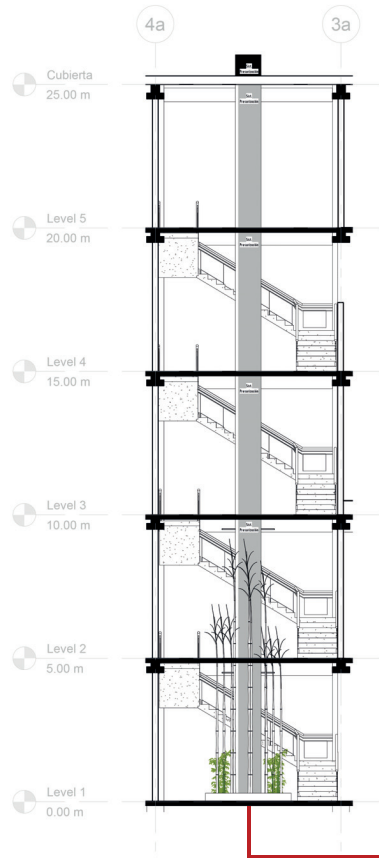 4a
3a
Cubierta
25.00 m
Level 5
20.00 m
Level 4
15.00 m
Level 3
10.00 m
Level 2
5.00 m
Level 1
0.00 m